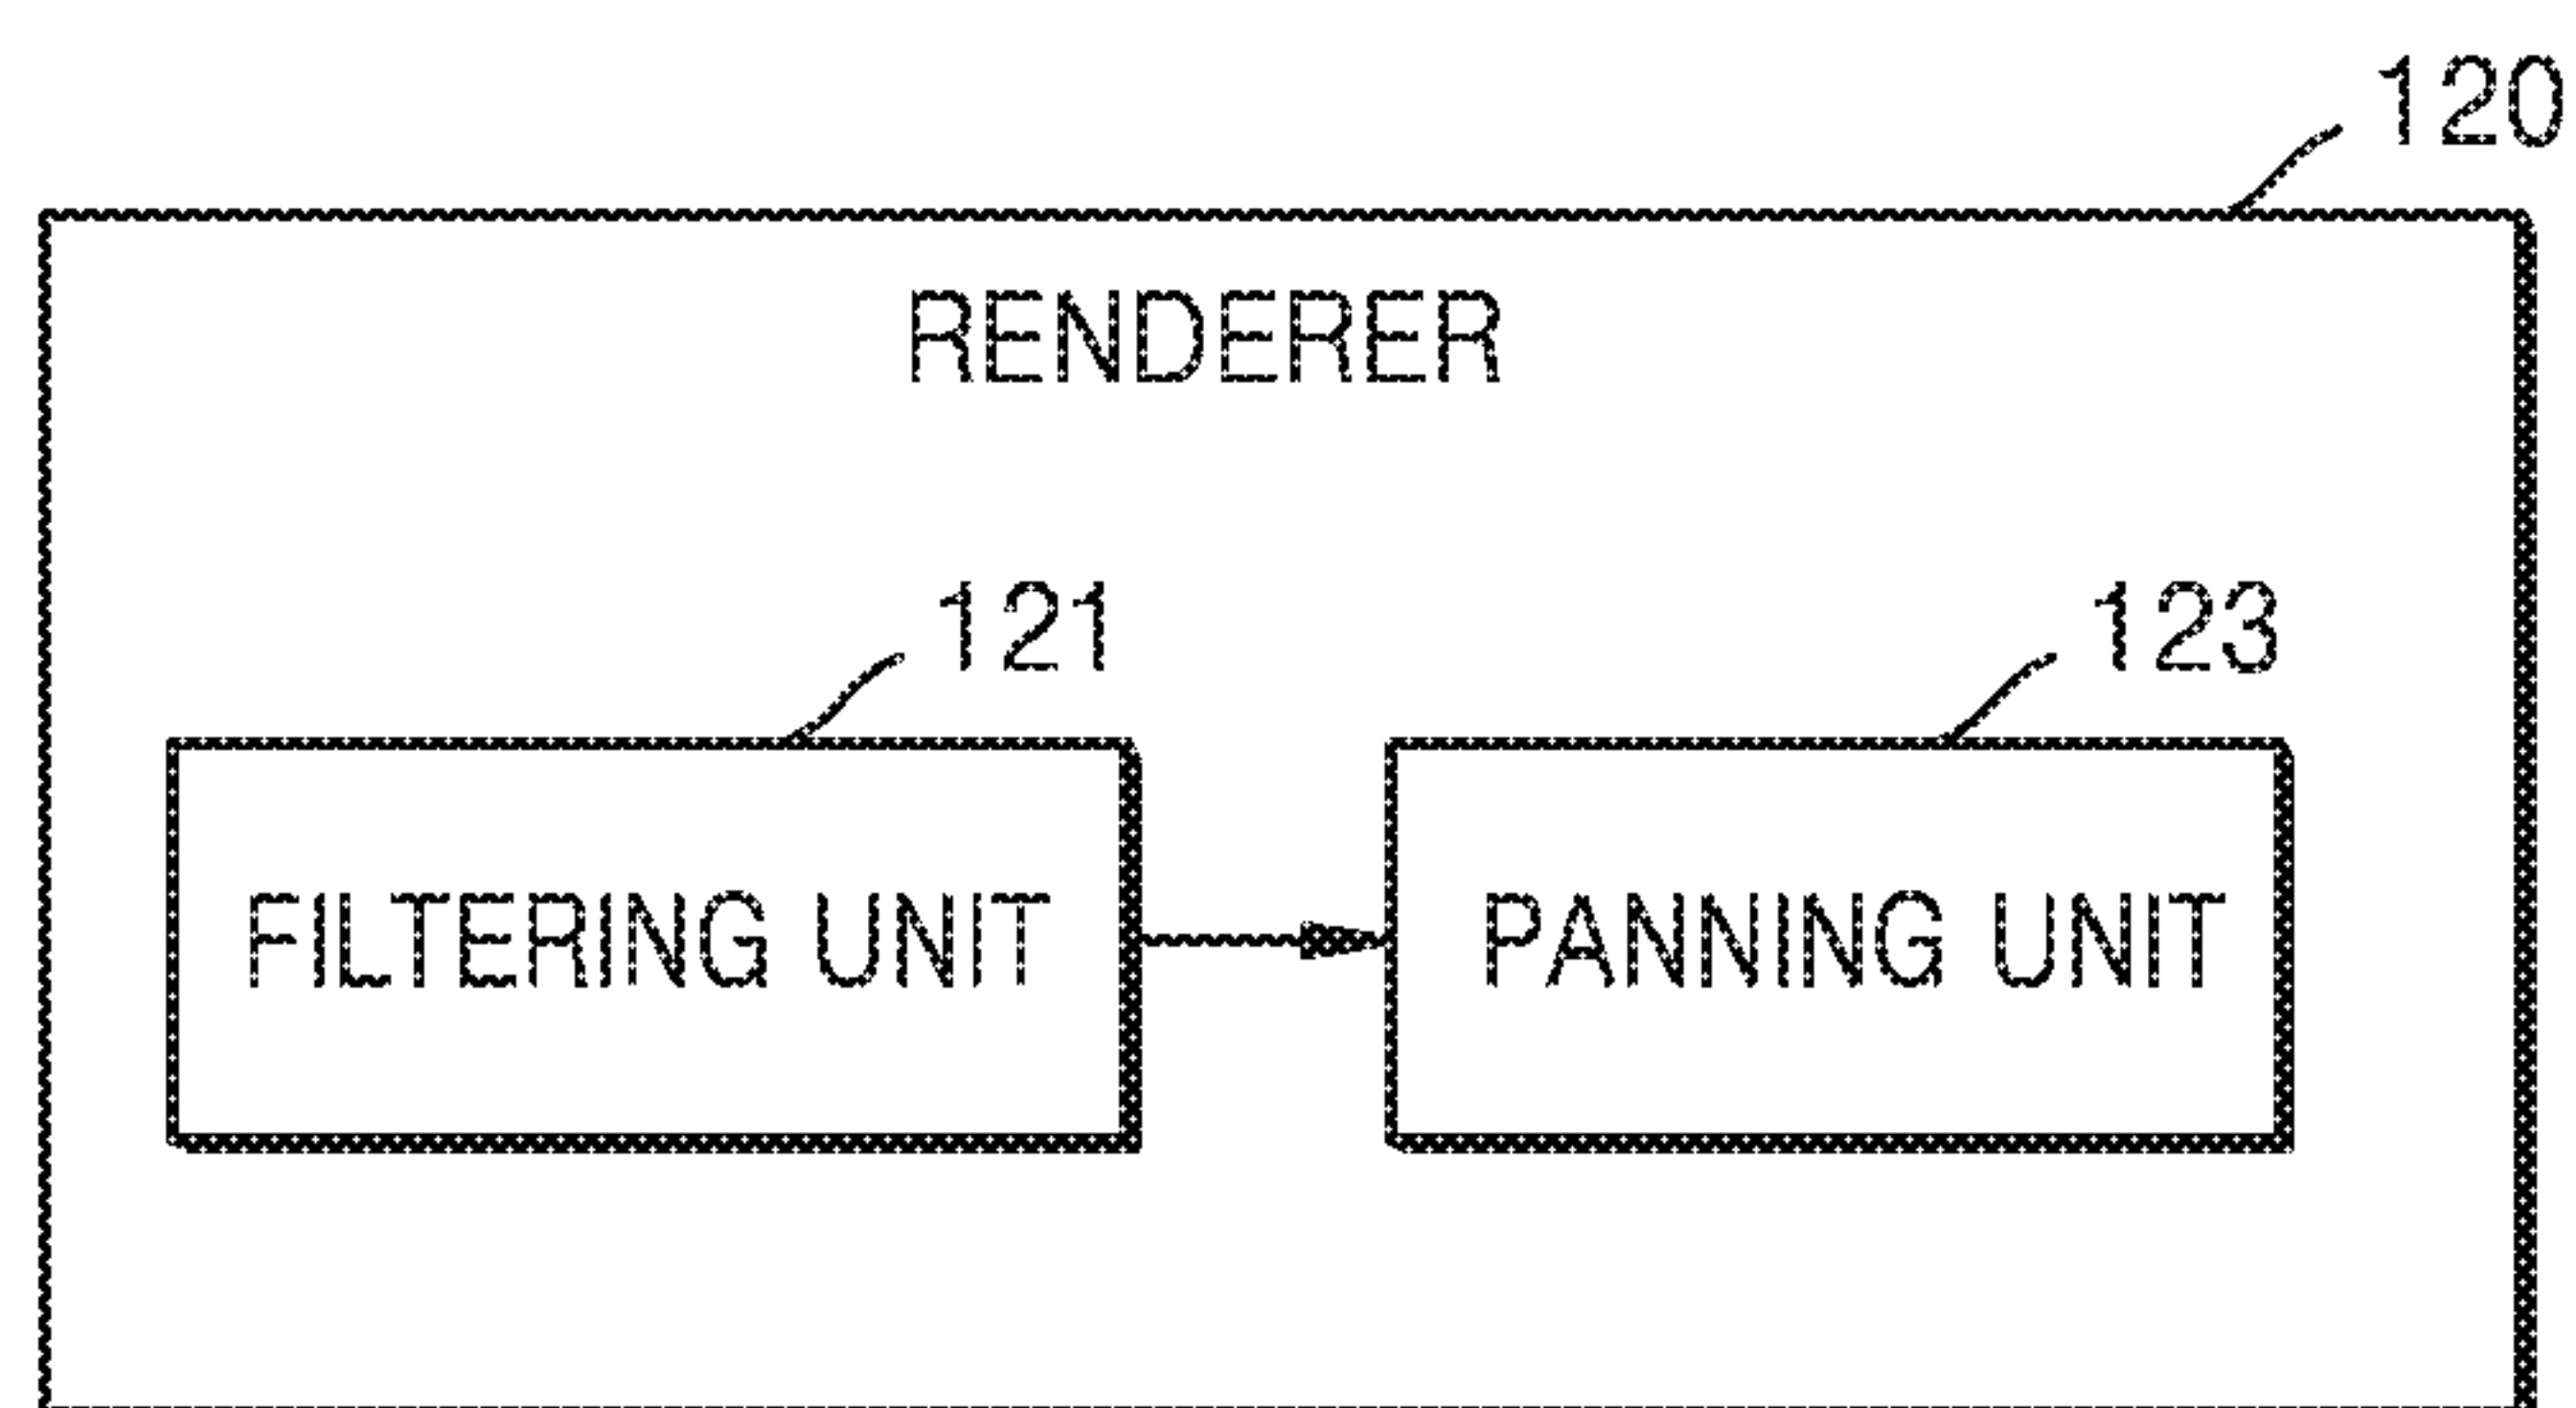 120
RENDERER
121
123
FILTERING UNIT
PANNING UNIT